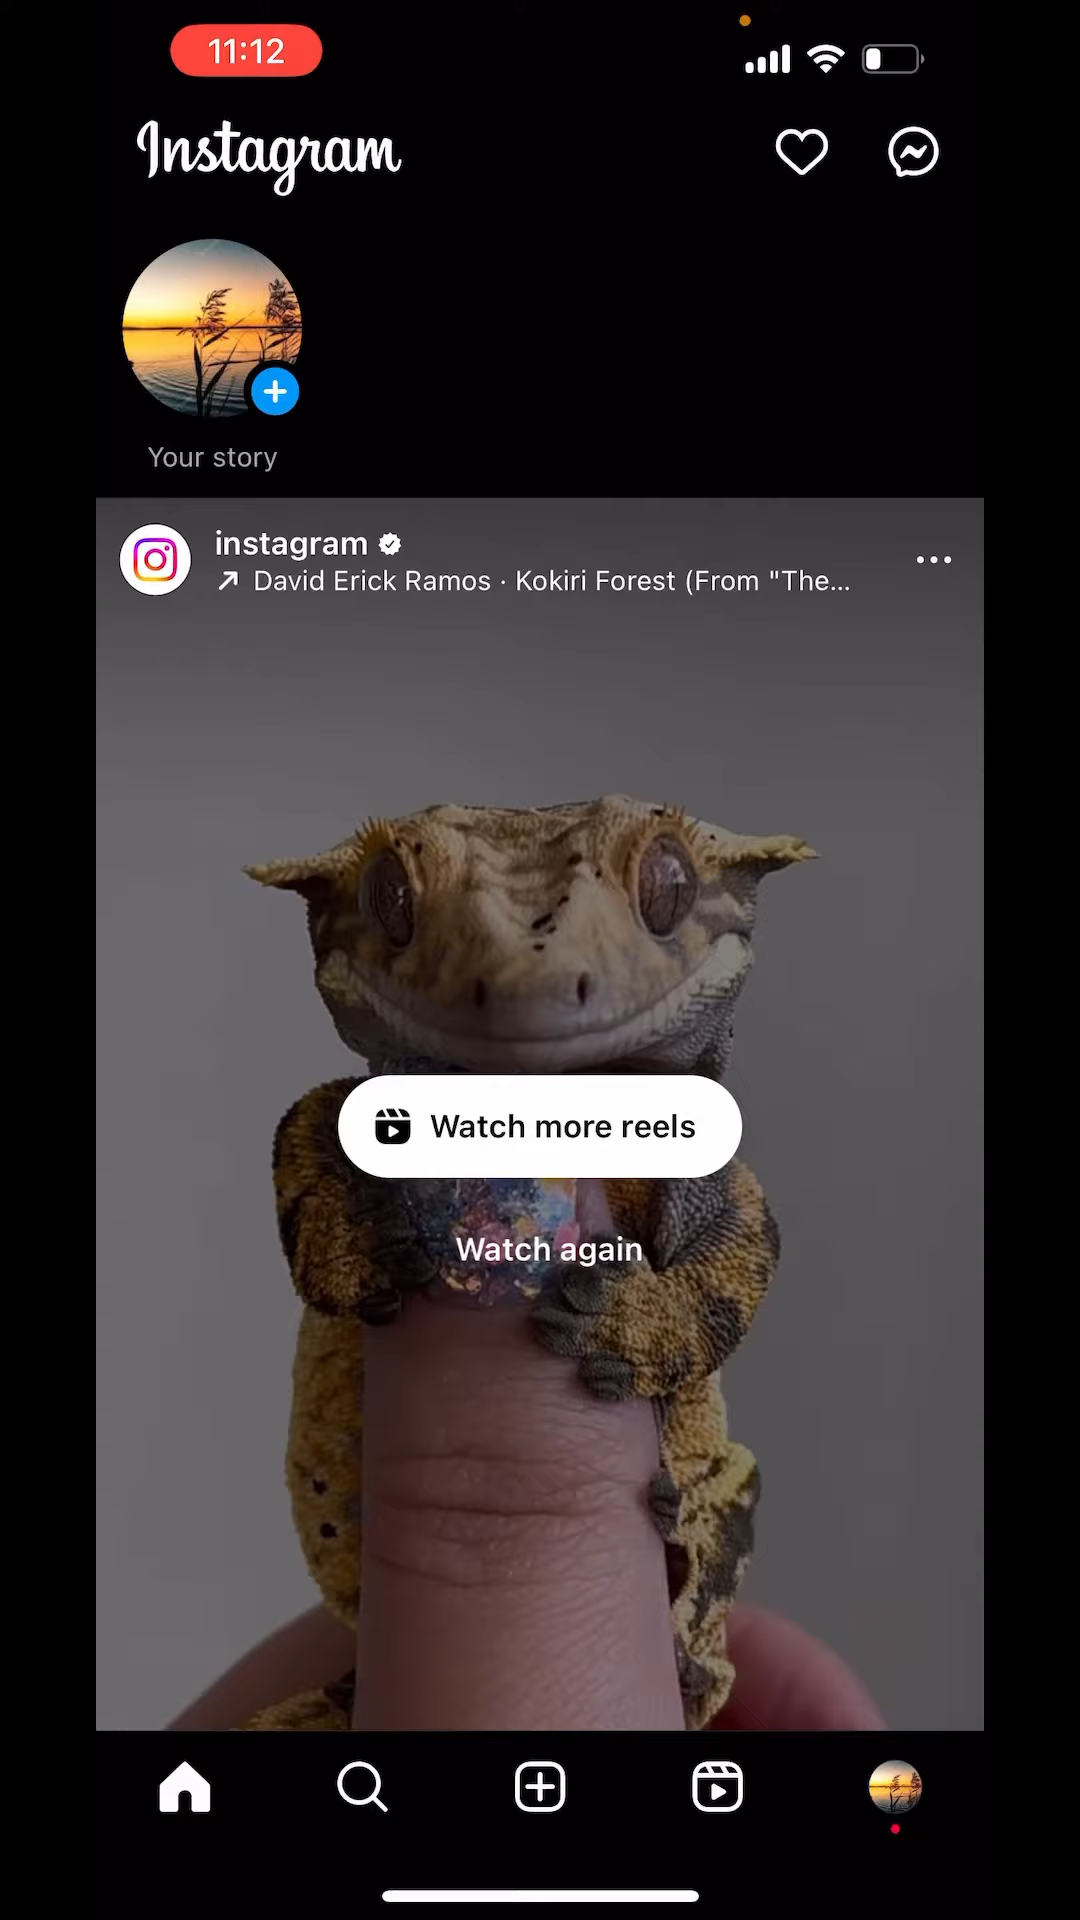 11:12
Instagram
Your story
instagram
David Erick Ramos · Kokiri Forest (From "The...
Watch more reels
Watch again